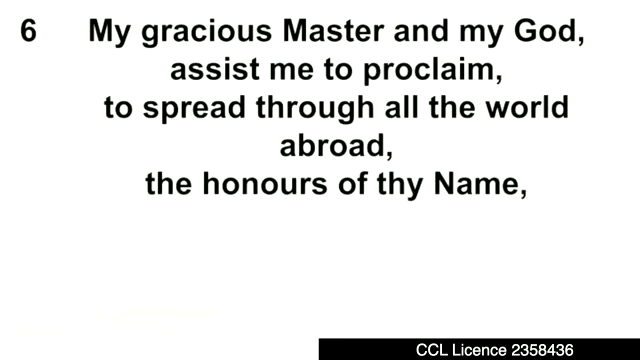 6 My gracious Master and my God,
assist me to proclaim,
to spread through all the world
abroad,
the honours of thy Name,
CCL Licence 2358436